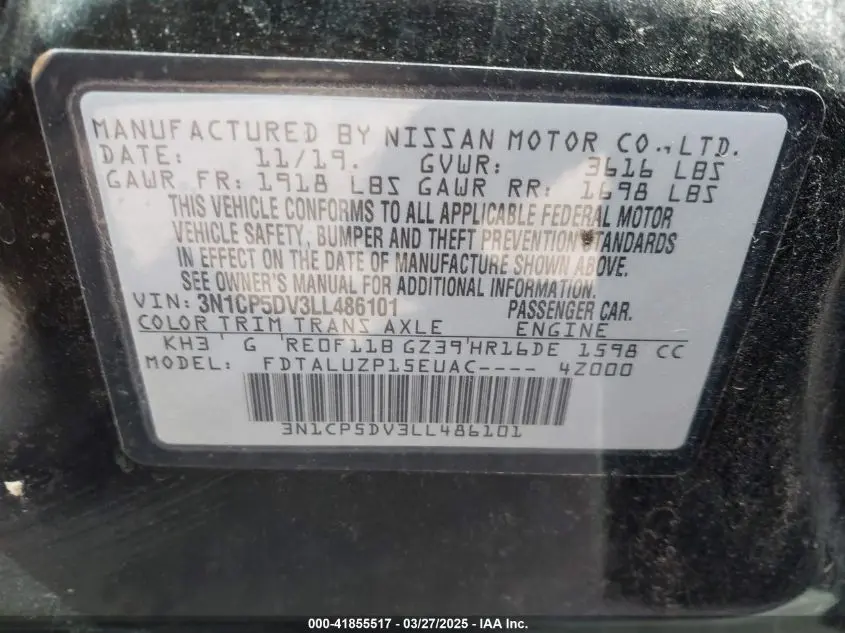 MANUFACTURED BY NISSAN MOTOR CO.,LTD.
DATE: 11/19. GVWR: 3616 LBS
GAWR FR: 1918 LBS GAWR RR: 1698 LBS
THIS VEHICLE CONFORMS TO ALL APPLICABLE FEDERAL MOTOR
VEHICLE SAFETY, BUMPER AND THEFT PREVENTION STANDARDS
IN EFFECT ON THE DATE OF MANUFACTURE SHOWN ABOVE.
SEE OWNER'S MANUAL FOR ADDITIONAL INFORMATION.
VIN: 3N1CP5DV3LL486101 PASSENGER CAR.
COLOR TRIM TRANS AXLE ENGINE
KH3 G RE0F11B GZ39 HR16DE 1598 CC
MODEL: FDTALUZP15EUAC---- 4Z000
3N1CP5DV3LL486101
000-41855517 - 03/27/2025 - IAA Inc.